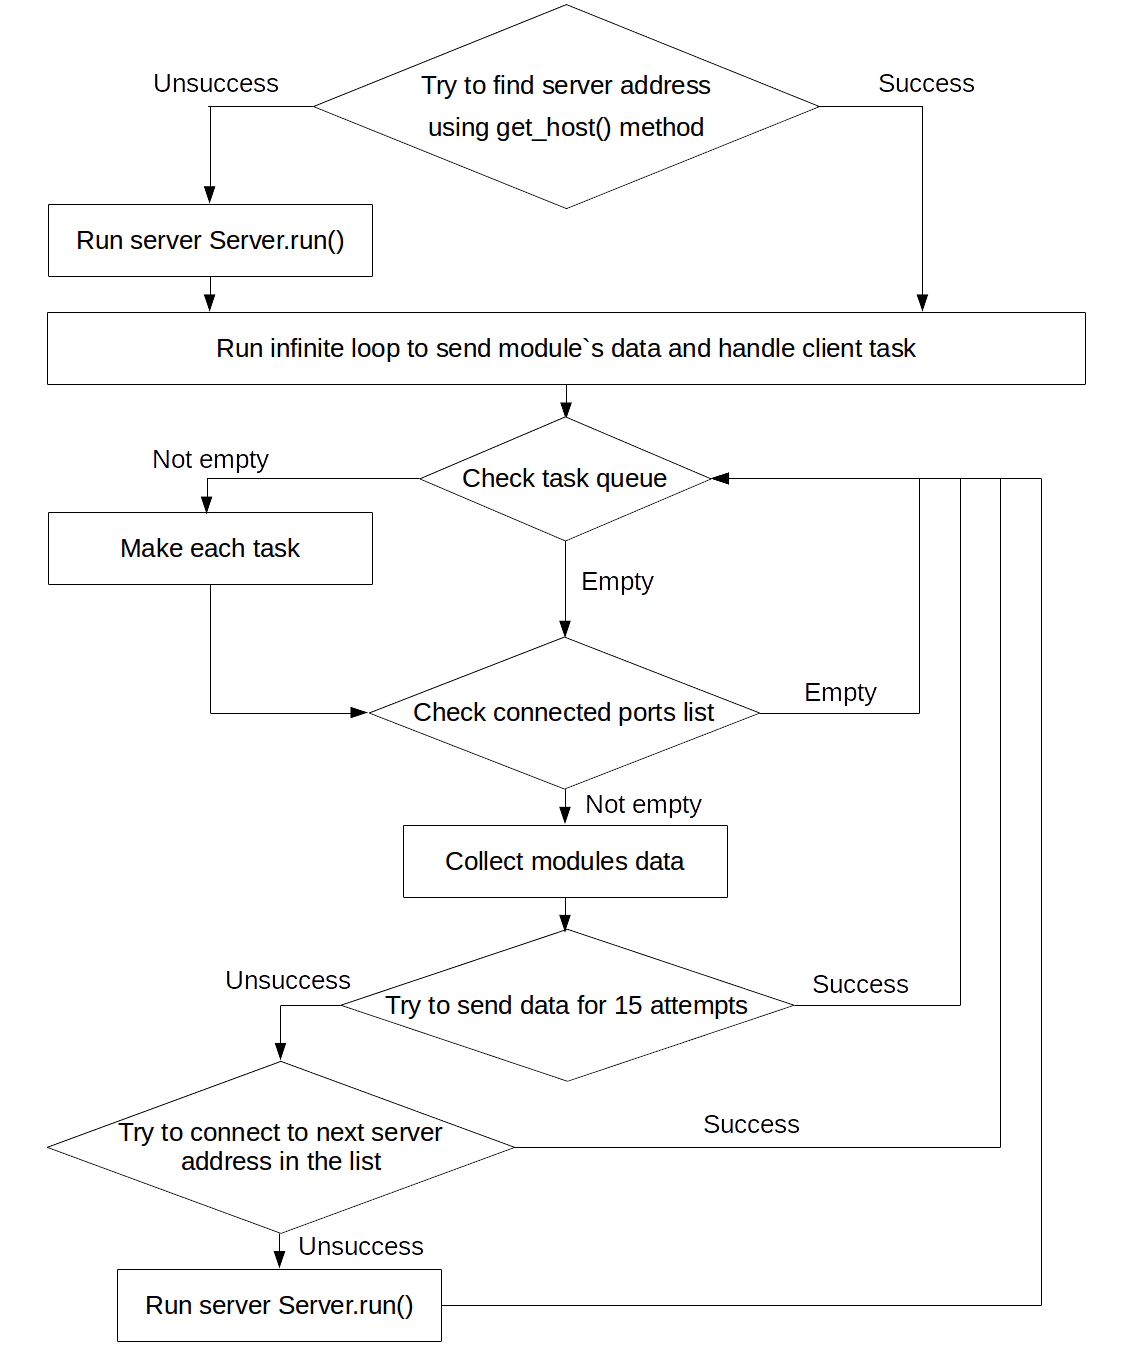 Unsuccess
Try to find server address
using get_host() method
Success
Run server Server.run()
Run infinite loop to send module`s data and handle client task
Not empty
Check task queue
Make each task
Empty
Check connected ports list
Empty
Not empty
Collect modules data
Unsuccess
Try to send data for 15 attempts
Success
Try to connect to next server
address in the list
Success
Unsuccess
Run server Server.run()